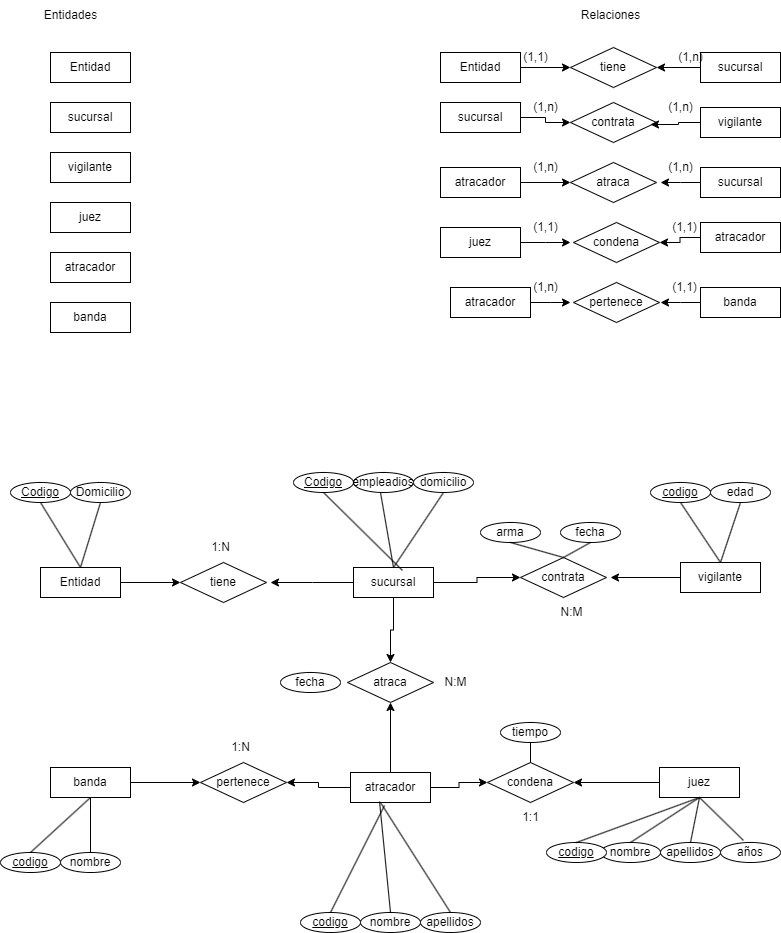 Entidades
Relaciones
Entidad
sucursal
vigilante
juez
atracador
banda
Entidad
(1,1)
tiene
(1,n)
sucursal
sucursal
(1,n)
contrata
(1,n)
vigilante
atracador
(1,n)
atraca
(1,n)
sucursal
juez
(1,1)
condena
(1,1)
atracador
atracador
(1,n)
pertenece
(1,1)
banda
Codigo
Domicilio
Codigo
empleadios
domicilio
codigo
edad
arma
fecha
1:N
Entidad
tiene
sucursal
contrata
vigilante
N:M
fecha
atraca
N:M
tiempo
1:N
banda
pertenece
atracador
condena
juez
1:1
codigo
nombre
codigo
nombre
apellidos
años
codigo
nombre
apellidos